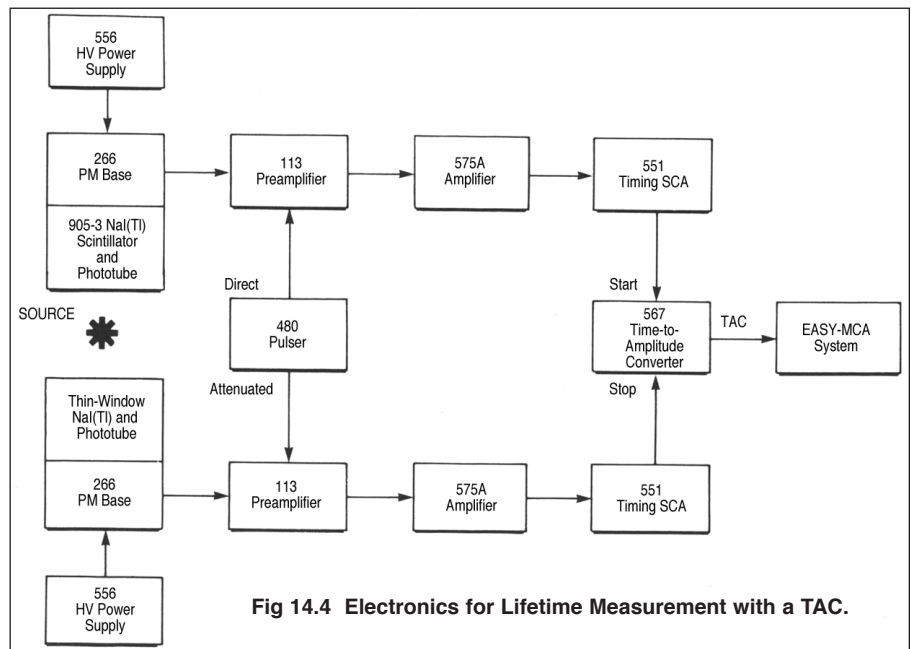 556
HV Power
Supply
266
PM Base
113
Preamplifier
575A
Amplifier
551
Timing SCA
905-3 NaI(Tl)
Scintillator
and
Phototube
Direct
Start
SOURCE
480
Pulser
567
Time-to-
Amplitude
Converter
TAC
EASY-MCA
System
Attenuated
Stop
Thin-Window
NaI(Tl) and
Phototube
266
PM Base
113
Preamplifier
575A
Amplifier
551
Timing SCA
556
HV Power
Supply
Fig 14.4 Electronics for Lifetime Measurement with a TAC.